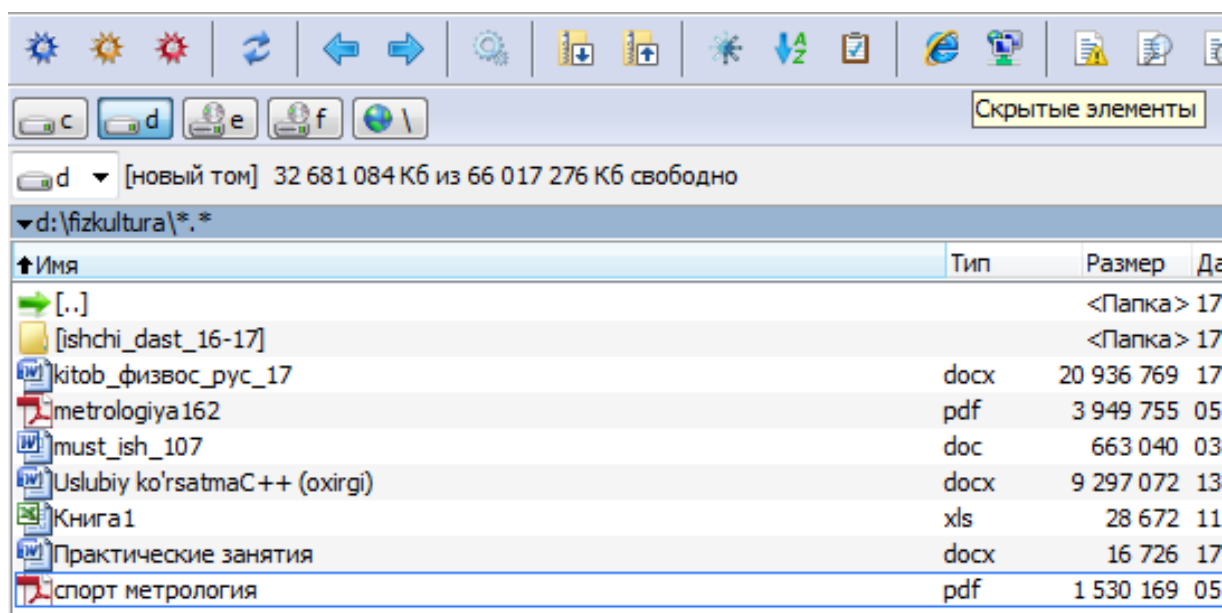 Скрытые элементы
c d e f \
d [новый том] 32 681 084 Кб из 66 017 276 Кб свободно
d:\fizkultura\*.*
Имя Тип Размер Да
[..] <Папка> 17
[ishchi_dast_16-17] <Папка> 17
kitob_физвос_рус_17 docx 20 936 769 17
metrologiya162 pdf 3 949 755 05
must_ish_107 doc 663 040 03
Uslubiy ko'rsatmaC++ (oxirgi) docx 9 297 072 13
Книга1 xls 28 672 11
Практические занятия docx 16 726 17
спорт метрология pdf 1 530 169 05